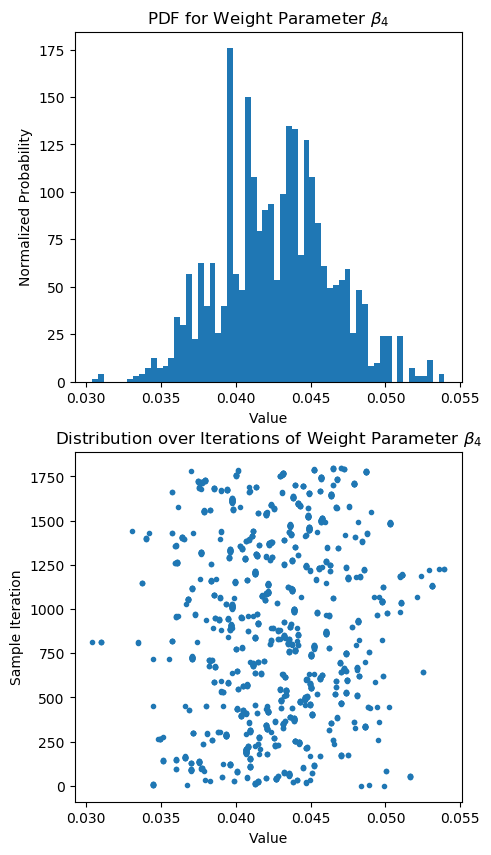 PDF for Weight Parameter β₄
175
150
125
100
75
50
25
0
Normalized Probability
0.030 0.035 0.040 0.045 0.050 0.055
Value
Distribution over Iterations of Weight Parameter β₄
1750
1500
1250
1000
750
500
250
0
Sample Iteration
0.030 0.035 0.040 0.045 0.050 0.055
Value